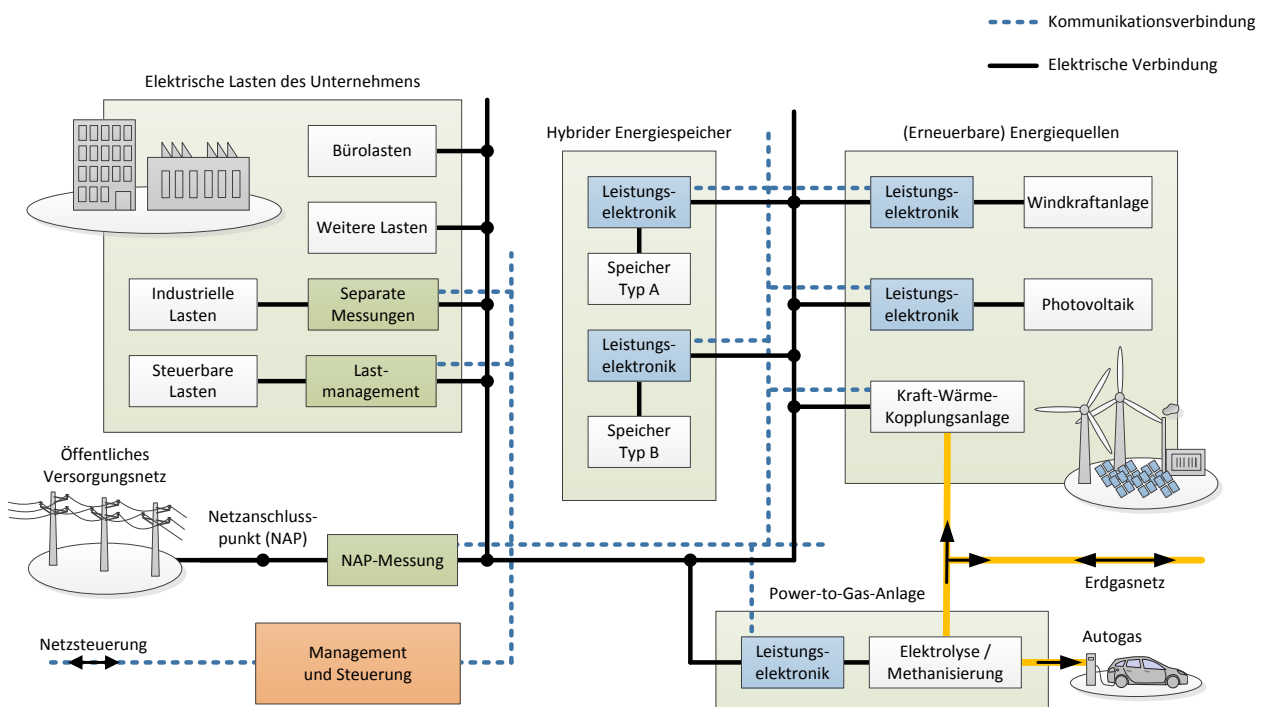 Kommunikationsverbindung
Elektrische Verbindung
Elektrische Lasten des Unternehmens
Bürolasten
Weitere Lasten
Industrielle
Lasten
Separate
Messungen
Steuerbare
Lasten
Last-
management
Hybrider Energiespeicher
Leistungs-
elektronik
Speicher
Typ A
Leistungs-
elektronik
Speicher
Typ B
(Erneuerbare) Energiequellen
Leistungs-
elektronik
Windkraftanlage
Leistungs-
elektronik
Photovoltaik
Kraft-Wärme-
Kopplungsanlage
Öffentliches
Versorgungsnetz
Netzanschluss-
punkt (NAP)
NAP-Messung
Erdgasnetz
Power-to-Gas-Anlage
Leistungs-
elektronik
Elektrolyse /
Methanisierung
Autogas
Netzsteuerung
Management
und Steuerung